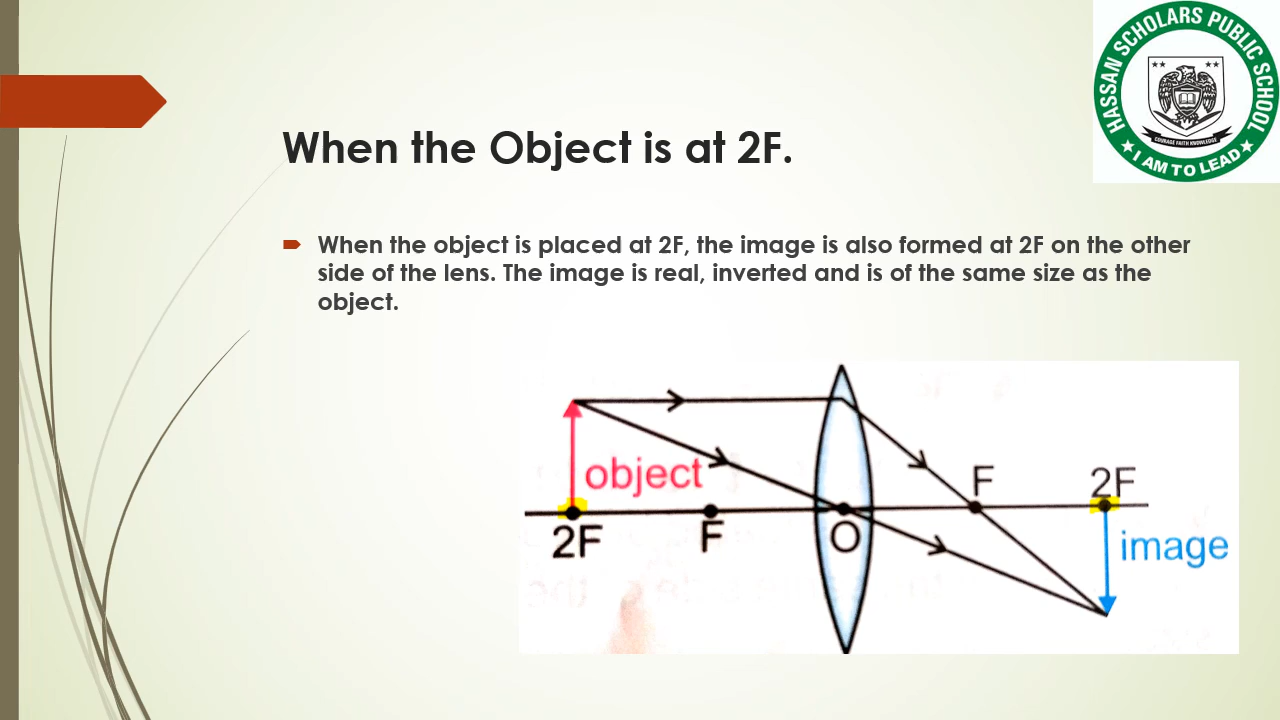 HASSAN SCHOLARS PUBLIC SCHOOL
COURAGE FAITH KNOWLEDGE
I AM TO LEAD
When the Object is at 2F.
When the object is placed at 2F, the image is also formed at 2F on the other
side of the lens. The image is real, inverted and is of the same size as the
object.
object
F
2F
2F
F
O
image